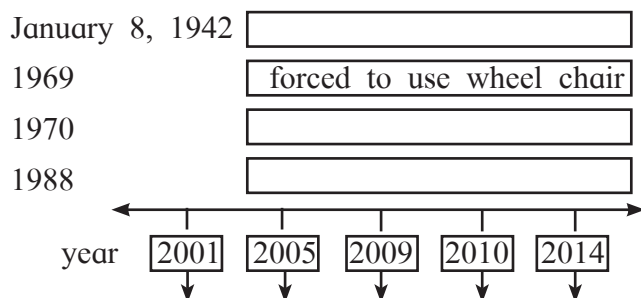 January 8, 1942
1969 forced to use wheel chair
1970
1988
year 2001 2005 2009 2010 2014